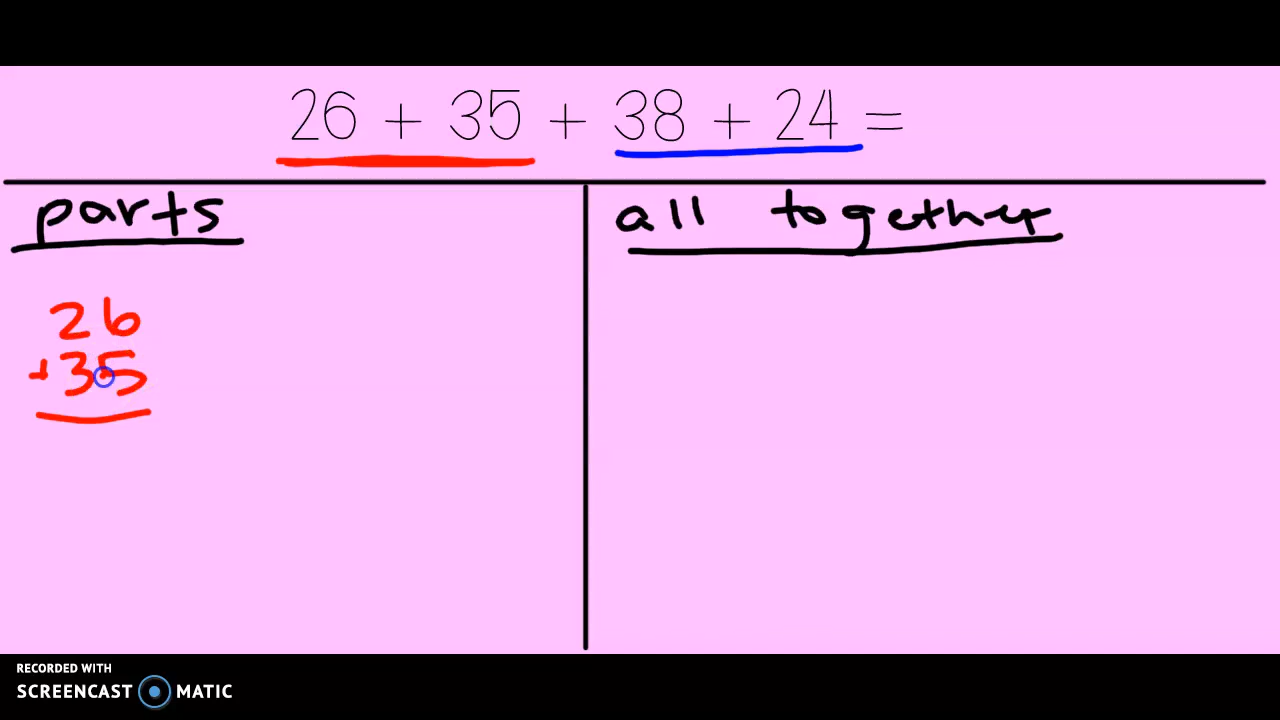 26 + 35 + 38 + 24 =
parts
all together
26
+35
RECORDED WITH
SCREENCAST MATIC